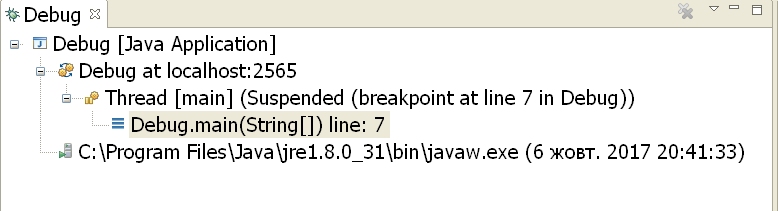 Debug
Debug [Java Application]
Debug at localhost:2565
Thread [main] (Suspended (breakpoint at line 7 in Debug))
Debug.main(String[]) line: 7
C:\Program Files\Java\jre1.8.0_31\bin\javaw.exe (6 жовт. 2017 20:41:33)